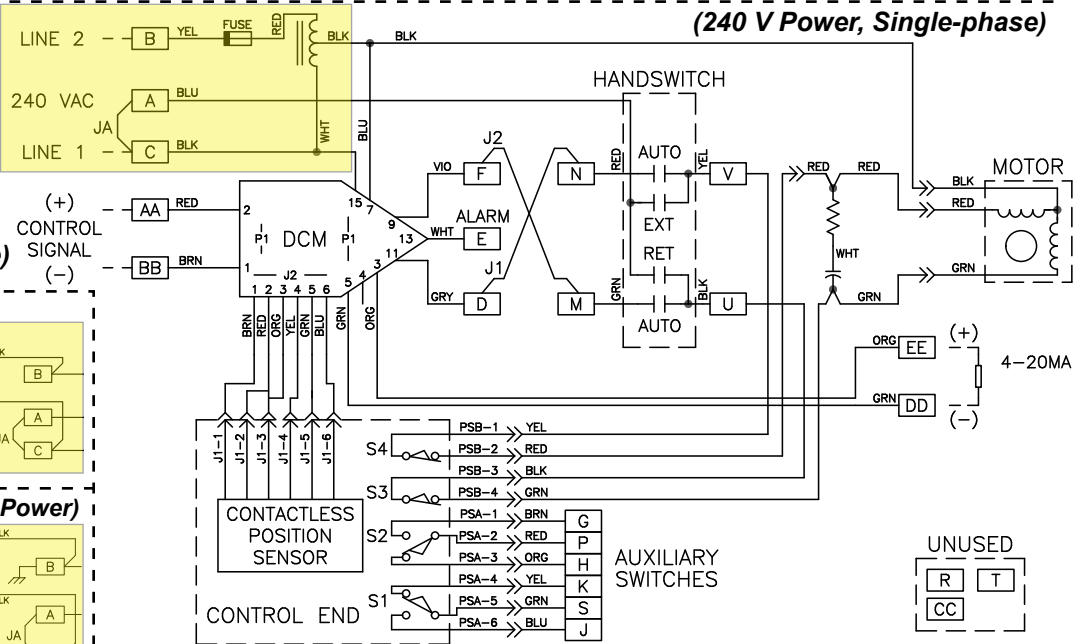 (240 V Power, Single-phase)
LINE 2 B YEL FUSE RED BLK BLK
240 VAC A BLU
JA WHT BLU
LINE 1 C BLK
HANDSWITCH
J2 RED AUTO YEL
VIO F N V
EXT
ALARM
WHT E
RET
J1 GRN BLK
GRY D M U
AUTO
RED RED MOTOR
BLK
RED
WHT
GRN
GRN
(+) AA RED 2 15 7
CONTROL SIGNAL P1 DCM P1 9 13 11
(-) BB BRN 1 J2 5 4 3
1 2 3 4 5 6 GRN ORG
BRN RED ORG YEL GRN BLU
ORG EE (+)
4-20MA
GRN DD (-)
J1-1 J1-2 J1-3 J1-4 J1-5 J1-6
CONTACTLESS
POSITION
SENSOR
CONTROL END
S4 PSB-1 YEL
PSB-2 RED
S3 PSB-3 BLK
PSB-4 GRN
S2 PSA-1 BRN G
PSA-2 RED P
PSA-3 ORG H
S1 PSA-4 YEL K
PSA-5 GRN S
PSA-6 BLU J
AUXILIARY
SWITCHES
UNUSED
R T
CC
)
B
A
C
Power)
B
A
JA